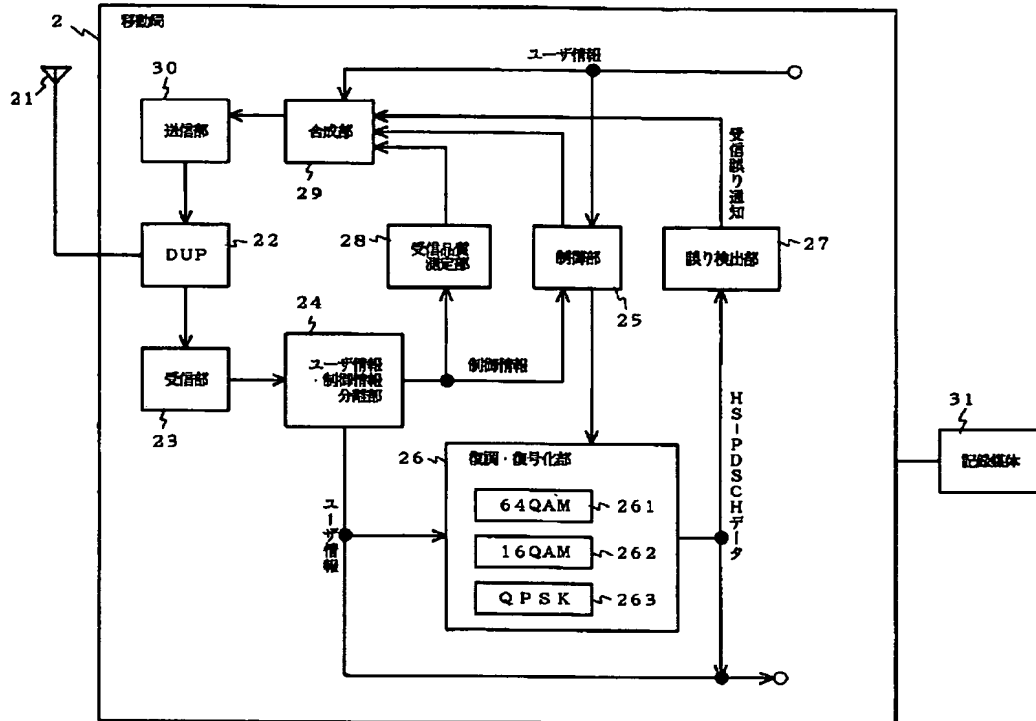 2
移動局
ユーザ情報
21
30
送信部
合成部
29
受信誤り通知
DUP
22
28
受信品質
測定部
制御部
25
誤り検出部
27
24
ユーザ情報
・制御情報
分離部
制御情報
受信部
23
26
復調・復号化部
64QAM
261
16QAM
262
QPSK
263
ユーザ情報
HS-PDSCHデータ
31
記録媒体